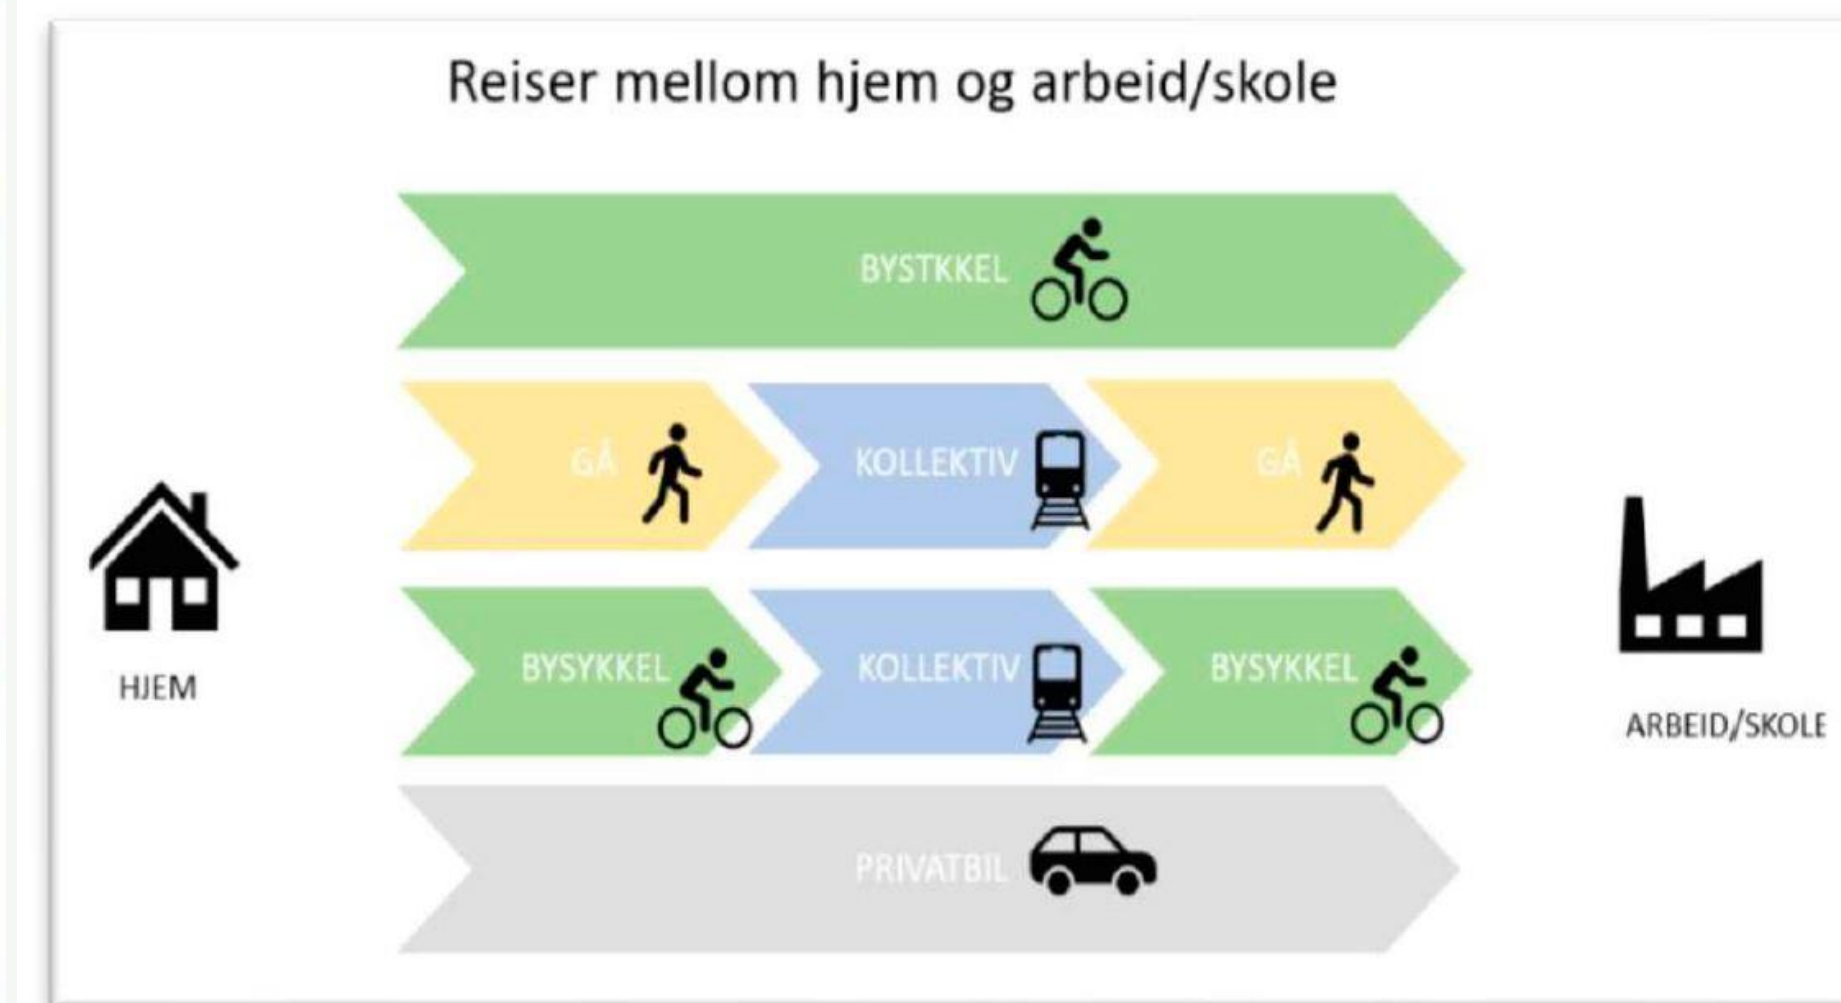 Reiser mellom hjem og arbeid/skole
BYSTKKEL
GÅ
KOLLEKTIV
GÅ
BYSYKKEL
KOLLEKTIV
BYSYKKEL
HJEM
ARBEID/SKOLE
PRIVATBIL